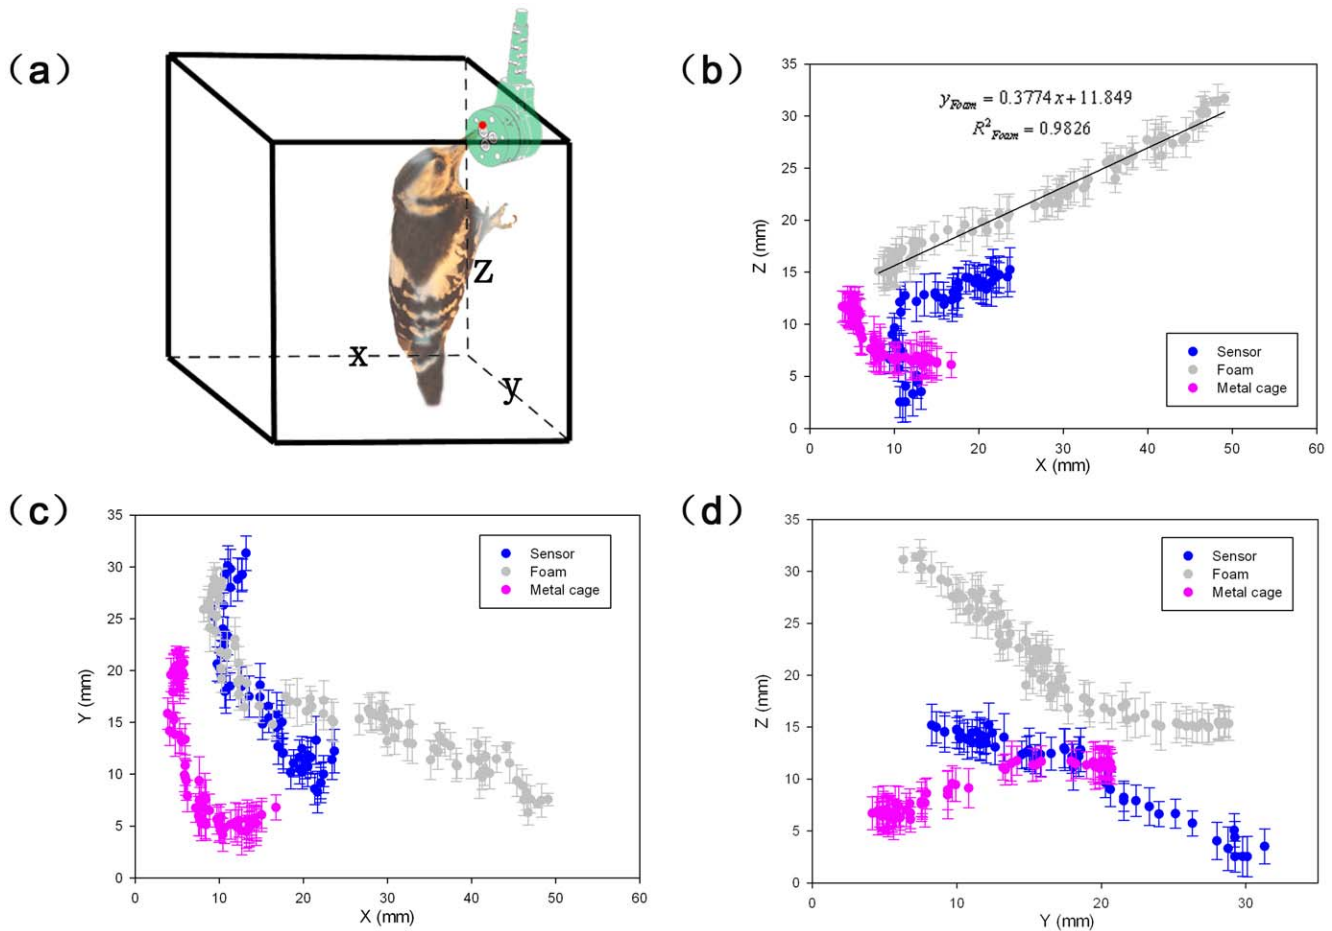 (a)
x
y
Z
(b)
35
30
25
20
15
10
5
0
Z (mm)
y_Foam = 0.3774x+11.849
R²_Foam = 0.9826
Sensor
Foam
Metal cage
0 10 20 30 40 50 60
X (mm)
(c)
35
30
25
20
15
10
5
0
Y (mm)
Sensor
Foam
Metal cage
0 10 20 30 40 50 60
X (mm)
(d)
35
30
25
20
15
10
5
0
Z (mm)
Sensor
Foam
Metal cage
0 10 20 30
Y (mm)